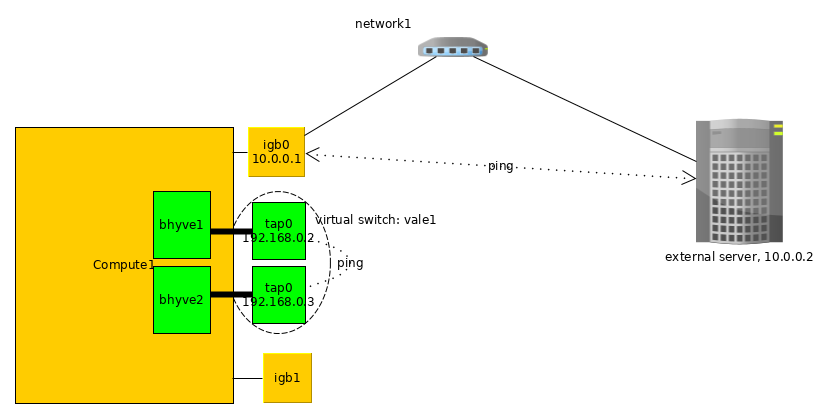 network1
igb0
10.0.0.1
ping
bhyve1
tap0
192.168.0.2
virtual switch: vale1
external server, 10.0.0.2
Compute1
ping
bhyve2
tap0
192.168.0.3
igb1